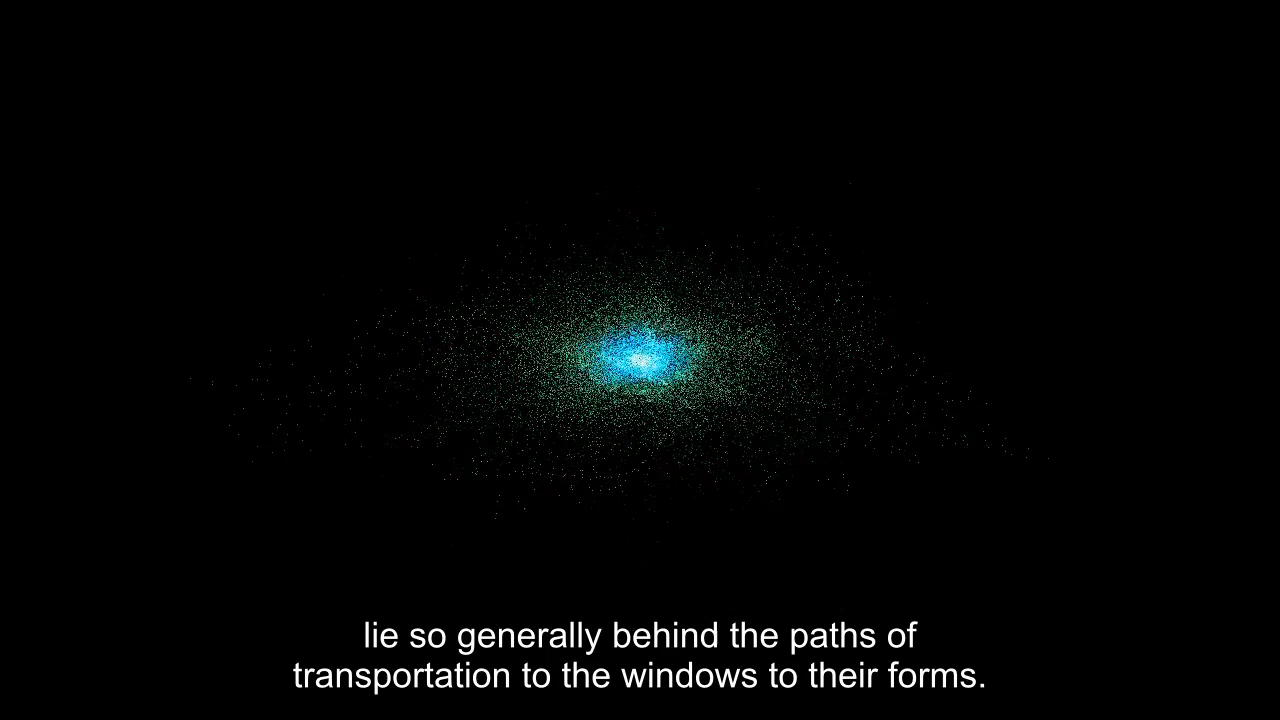 lie so generally behind the paths of
transportation to the windows to their forms.